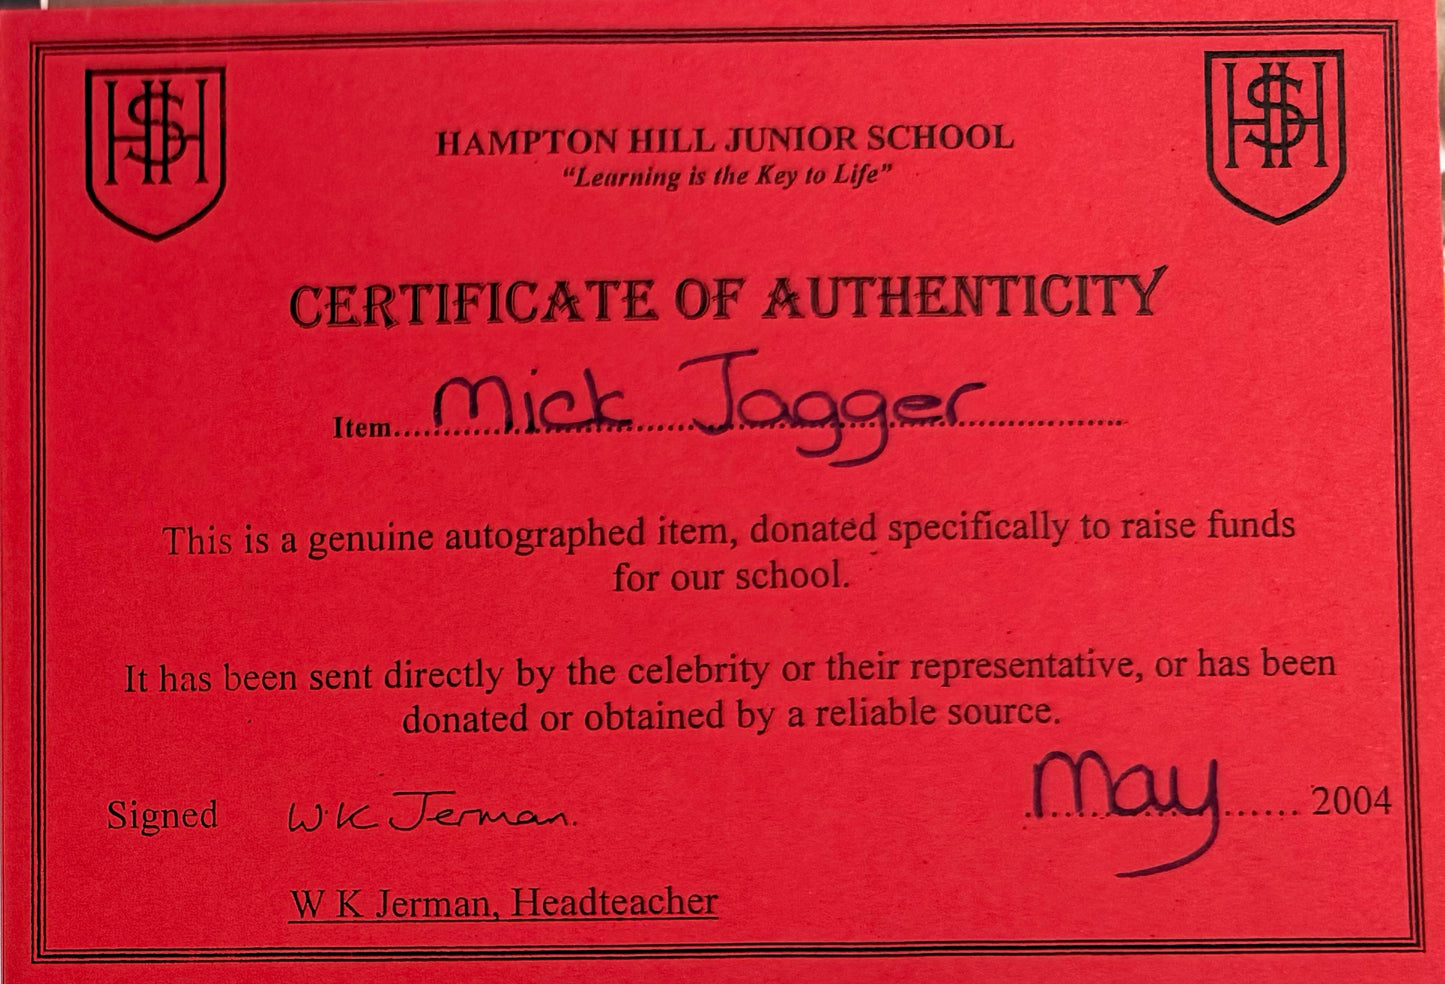 HHS
HHS
HAMPTON HILL JUNIOR SCHOOL
“Learning is the Key to Life”
CERTIFICATE OF AUTHENTICITY
Item....Mick Jagger....
This is a genuine autographed item, donated specifically to raise funds
for our school.
It has been sent directly by the celebrity or their representative, or has been
donated or obtained by a reliable source.
Signed W.K Jerman. May...... 2004
W K Jerman, Headteacher